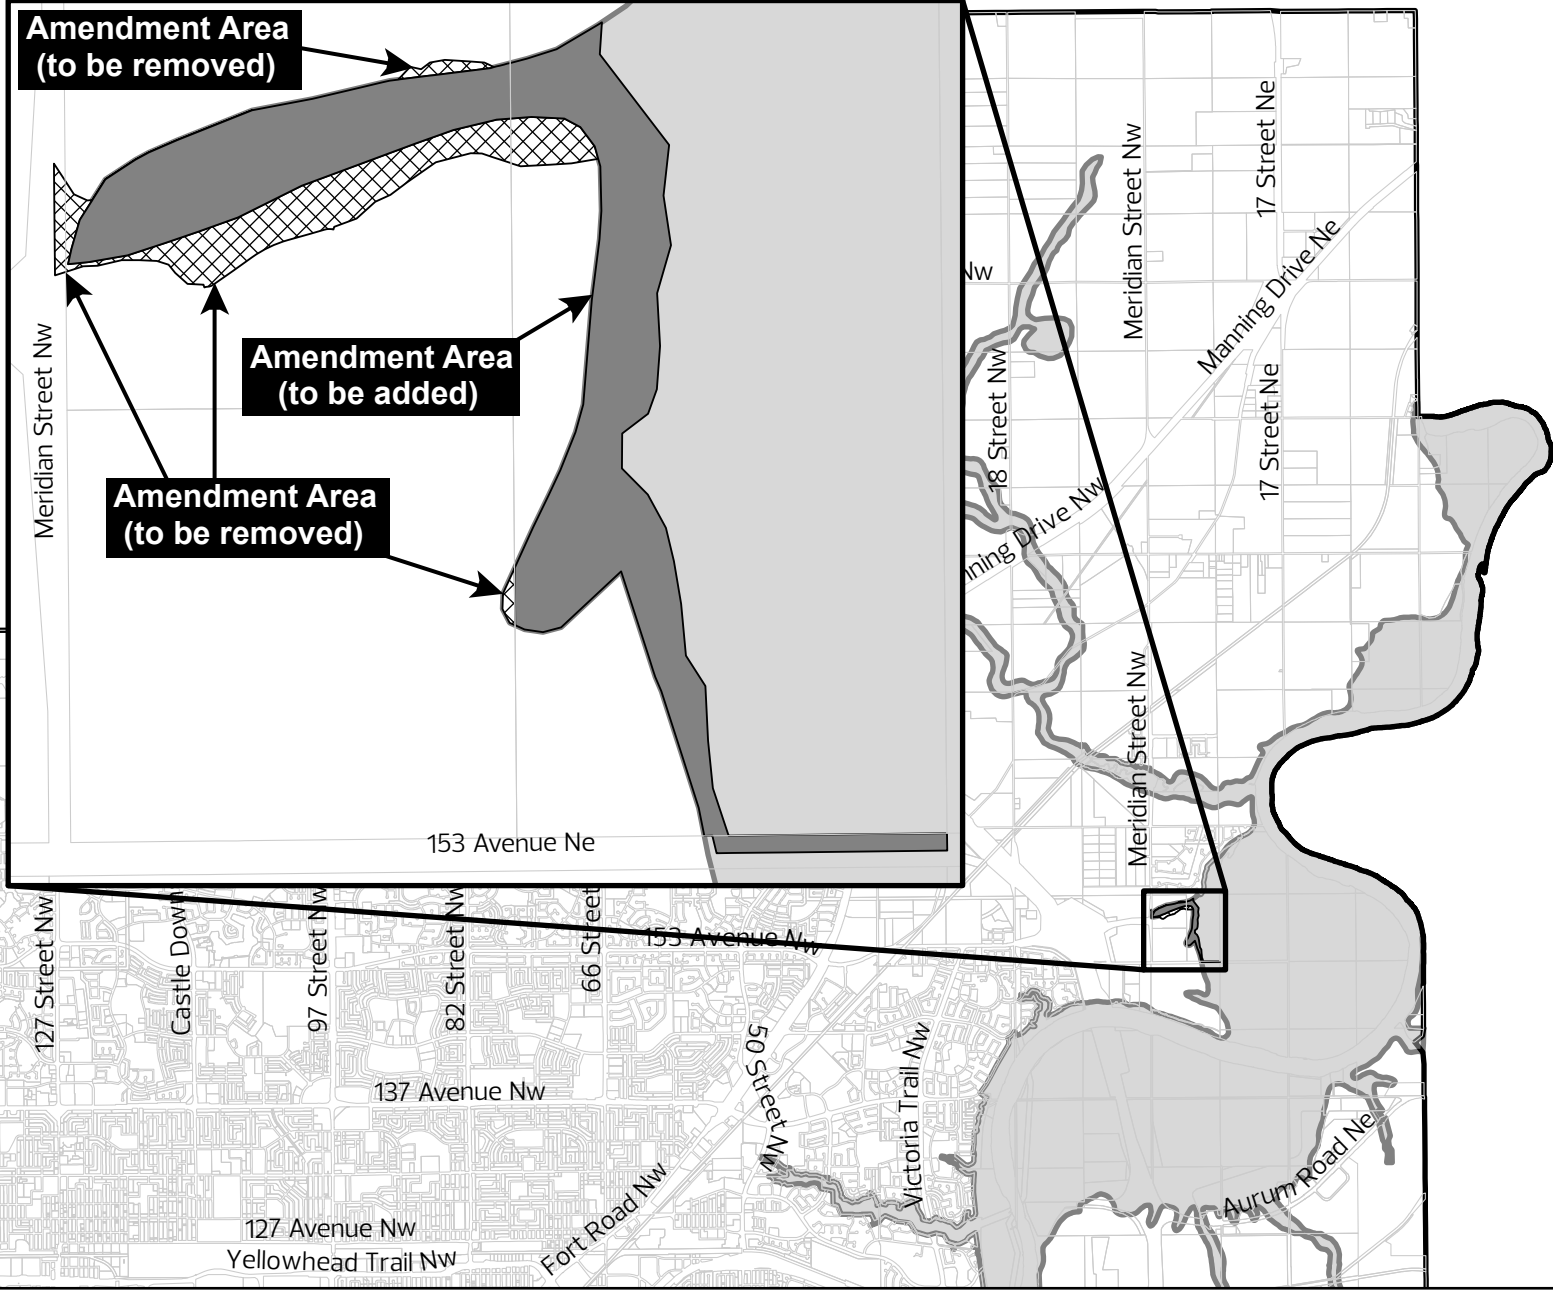 Amendment Area
(to be removed)
Amendment Area
(to be added)
Amendment Area
(to be removed)
Meridian Street Nw
153 Avenue Ne
Nw
18 Street Nw
Meridian Street Nw
17 Street Ne
Manning Drive Ne
17 Street Ne
nning Drive Nw
Meridian Street Nw
127 Street Nw
Castle Down
97 Street Nw
82 Street Nw
66 Street
153 Avenue Nw
50 Street Nw
Victoria Trail Nw
137 Avenue Nw
127 Avenue Nw
Yellowhead Trail Nw
Fort Road Nw
Aurum Road Ne